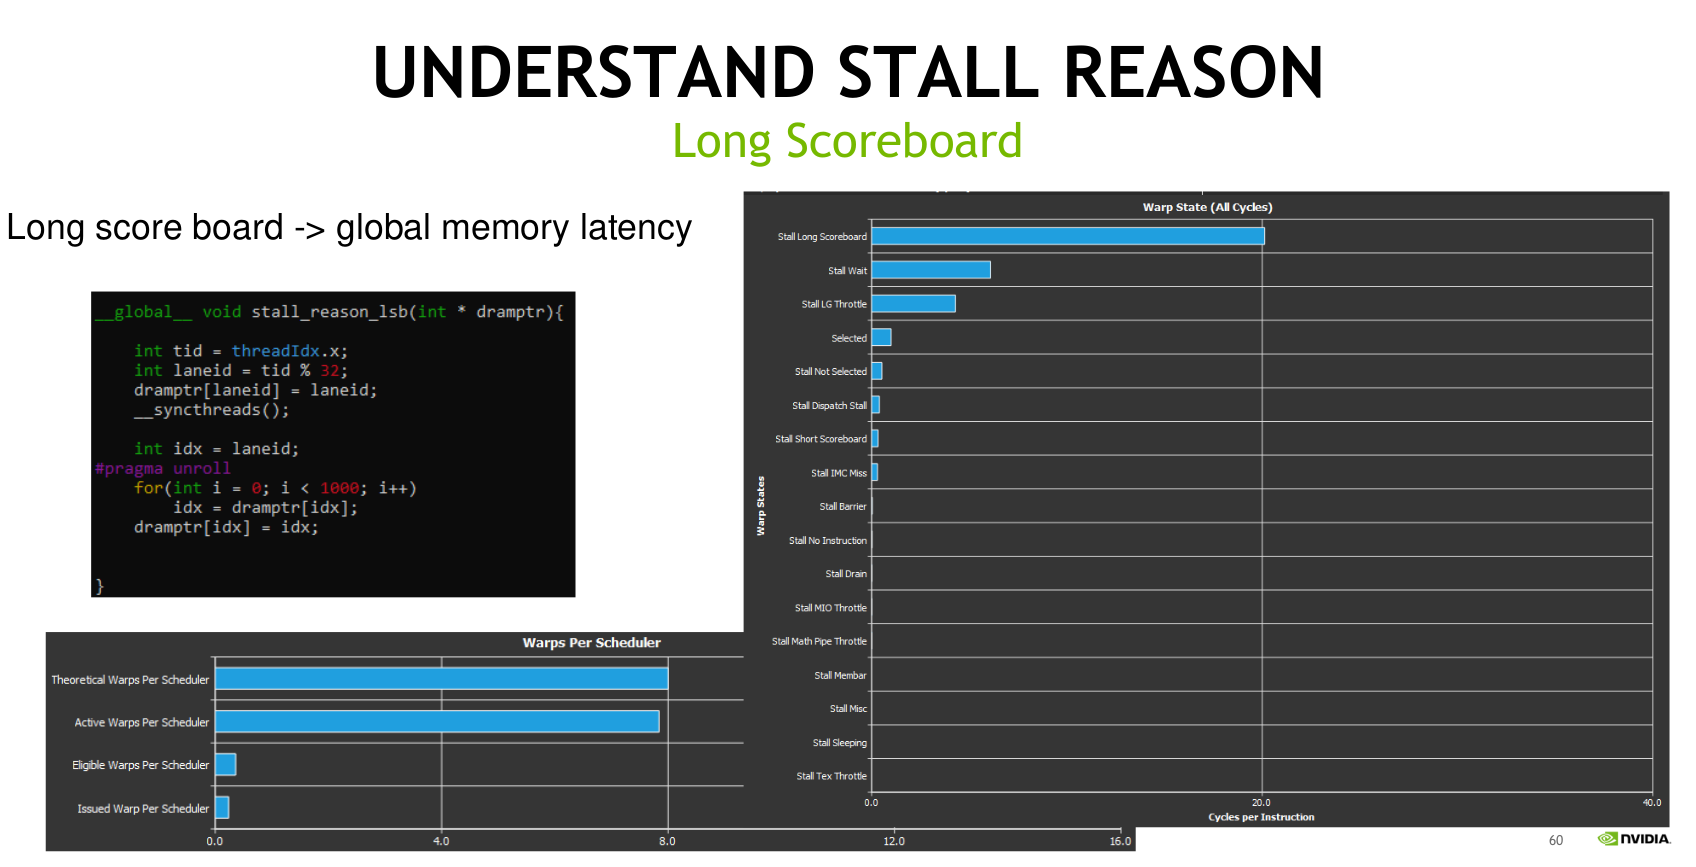 UNDERSTAND STALL REASON
Long Scoreboard
Long score board -> global memory latency
__global__ void stall_reason_lsb(int * dramptr){
int tid = threadIdx.x;
int laneid = tid % 32;
dramptr[laneid] = laneid;
__syncthreads();
int idx = laneid;
#pragma unroll
for(int i = 0; i < 1000; i++)
idx = dramptr[idx];
dramptr[idx] = idx;
}
Warps Per Scheduler
Theoretical Warps Per Scheduler
Active Warps Per Scheduler
Eligible Warps Per Scheduler
Issued Warp Per Scheduler
0.0 4.0 8.0 12.0 16.0
Warp State (All Cycles)
Warp States
Stall Long Scoreboard
Stall Wait
Stall LG Throttle
Selected
Stall Not Selected
Stall Dispatch Stall
Stall Short Scoreboard
Stall IMC Miss
Stall Barrier
Stall No Instruction
Stall Drain
Stall MIO Throttle
Stall Math Pipe Throttle
Stall Membar
Stall Misc
Stall Sleeping
Stall Tex Throttle
0.0 20.0 40.0
Cycles per Instruction
60 NVIDIA.